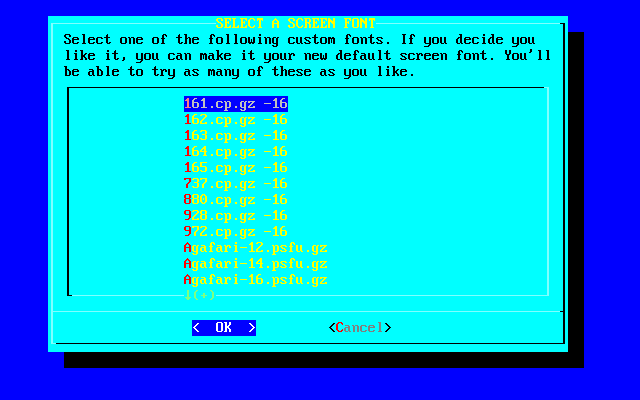 SELECT A SCREEN FONT
Select one of the following custom fonts. If you decide you
like it, you can make it your new default screen font. You'll
be able to try as many of these as you like.
161.cp.gz -16
162.cp.gz -16
163.cp.gz -16
164.cp.gz -16
165.cp.gz -16
737.cp.gz -16
880.cp.gz -16
928.cp.gz -16
972.cp.gz -16
Agafari-12.psfu.gz
Agafari-14.psfu.gz
Agafari-16.psfu.gz
↓(+)
< OK > <Cancel>